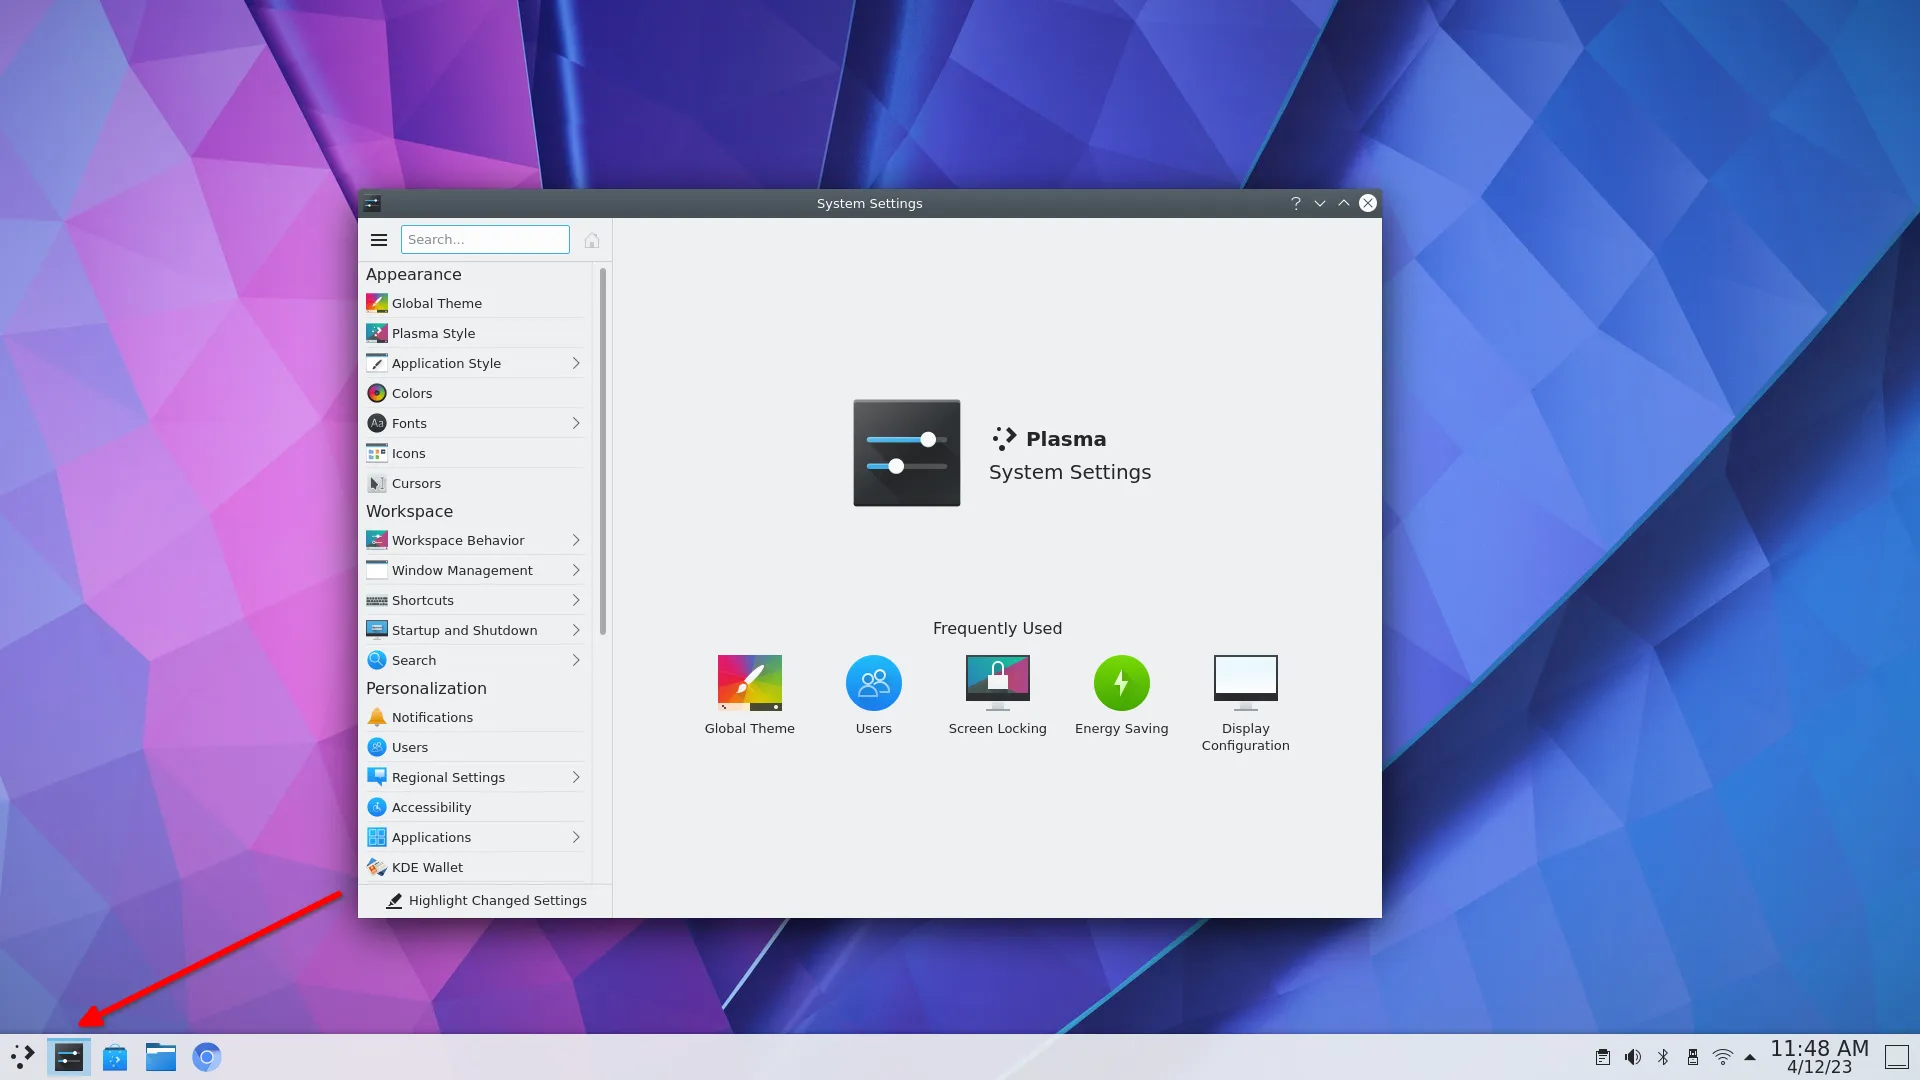 System Settings
Search...
Appearance
Global Theme
Plasma Style
Application Style
Colors
Aa Fonts
Icons
Cursors
Workspace
Workspace Behavior
Window Management
Shortcuts
Startup and Shutdown
Search
Personalization
Notifications
Users
Regional Settings
Accessibility
Applications
KDE Wallet
Highlight Changed Settings
Plasma
System Settings
Frequently Used
Global Theme
Users
Screen Locking
Energy Saving
Display
Configuration
11:48 AM
4/12/23